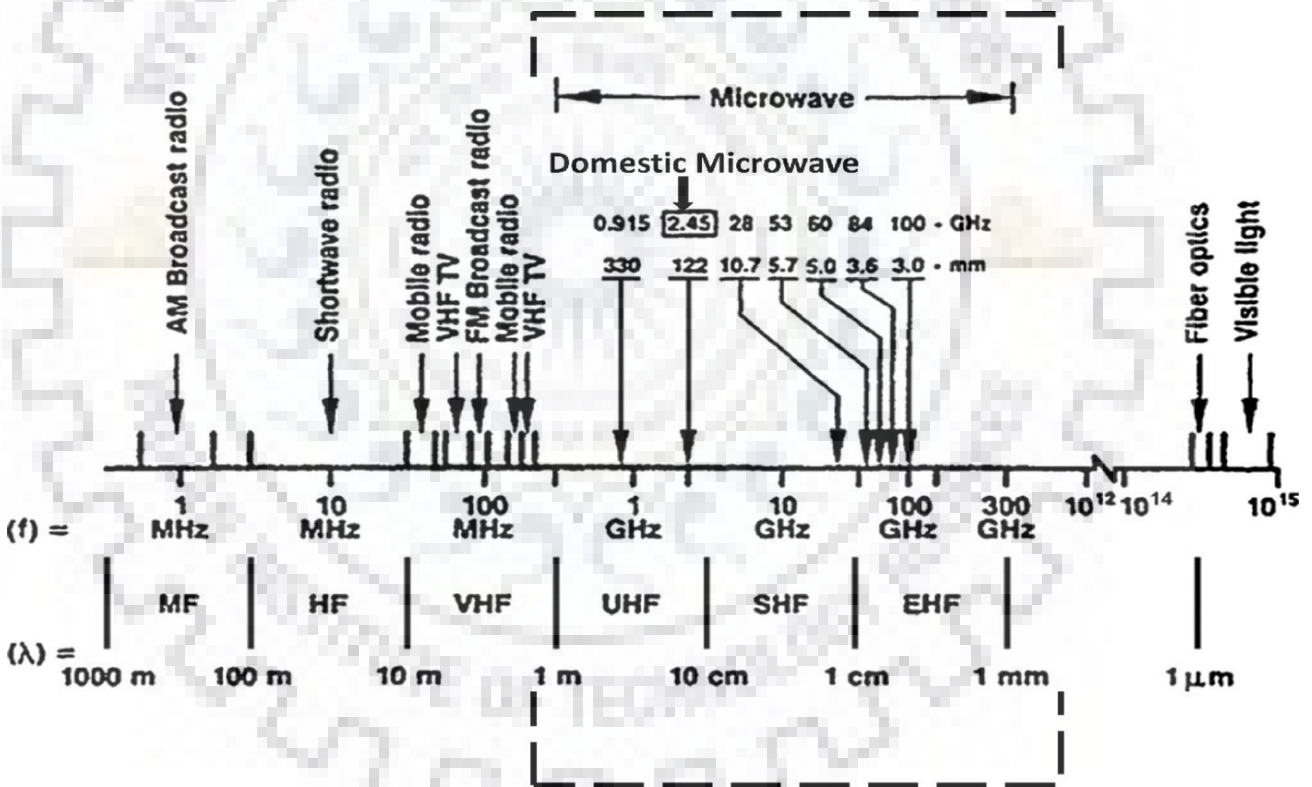 Microwave
Domestic Microwave
0.915 2.45 28 53 60 84 100 • GHz
330 122 10.7 5.7 5.0 3.6 3.0 • mm
AM Broadcast radio
Shortwave radio
Mobile radio
VHF TV
FM Broadcast radio
Mobile radio
VHF TV
Fiber optics
Visible light
1 10 100 1 10 100 300 10¹² 10¹⁴ 10¹⁵
(f) = MHz MHz MHz GHz GHz GHz GHz
MF HF VHF UHF SHF EHF
(λ) =
1000 m 100 m 10 m 1 m 10 cm 1 cm 1 mm 1 μm